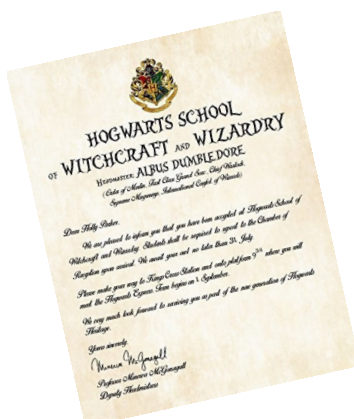 HOGWARTS SCHOOL
OF WITCHCRAFT AND WIZARDRY
HEADMASTER: ALBUS DUMBLEDORE
(Order of Merlin, First Class, Grand Sorc., Chf. Warlock,
Supreme Mugwump, International Confed. of Wizards)
Dear Holly Parker,
We are pleased to inform you that you have been accepted at Hogwarts School of
Witchcraft and Wizardry. Students shall be required to report to the Chamber of
Reception upon arrival. We await your owl no later than 31 July.
Please make your way to Kings Cross Station and onto platform 9 3/4 where you will
meet the Hogwarts Express. Term begins on 1 September.
We very much look forward to receiving you as part of the new generation of Hogwarts
Heritage.
Yours sincerely,
Minerva McGonagall
Professor Minerva McGonagall
Deputy Headmistress